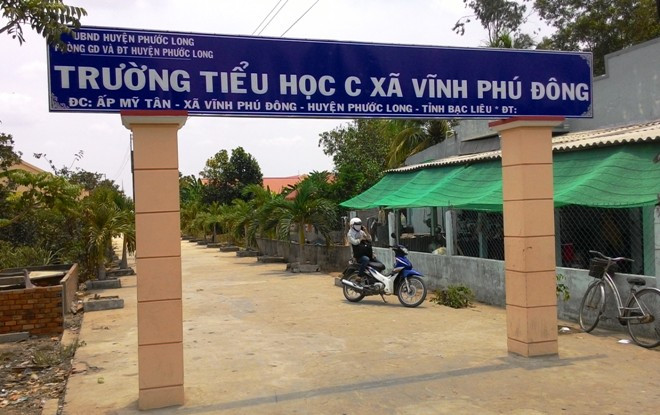 UBND HUYỆN PHƯỚC LONG
PHÒNG GD VÀ ĐT HUYỆN PHƯỚC LONG
TRƯỜNG TIỂU HỌC C XÃ VĨNH PHÚ ĐÔNG
ĐC: ẤP MỸ TÂN - XÃ VĨNH PHÚ ĐÔNG - HUYỆN PHƯỚC LONG - TỈNH BẠC LIÊU * ĐT: